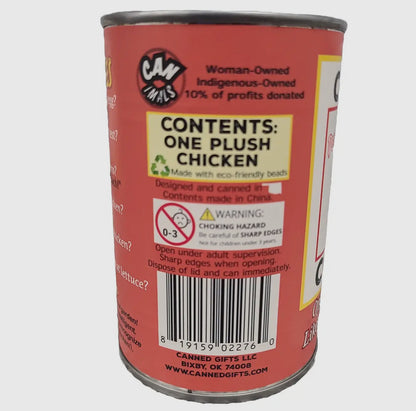 CAN
IMALS
Woman-Owned
Indigenous-Owned
10% of profits donated
CONTENTS:
ONE PLUSH
CHICKEN
Made with eco-friendly beads
Designed and canned in
Contents made in China.
0-3
WARNING:
CHOKING HAZARD
Be careful of SHARP EDGES
Not for children under 3 years.
Open under adult supervision.
Sharp edges when opening.
Dispose of lid and can immediately.
8 19159 02276 0
CANNED GIFTS LLC
BIXBY, OK 74008
WWW.CANNEDGIFTS.COM